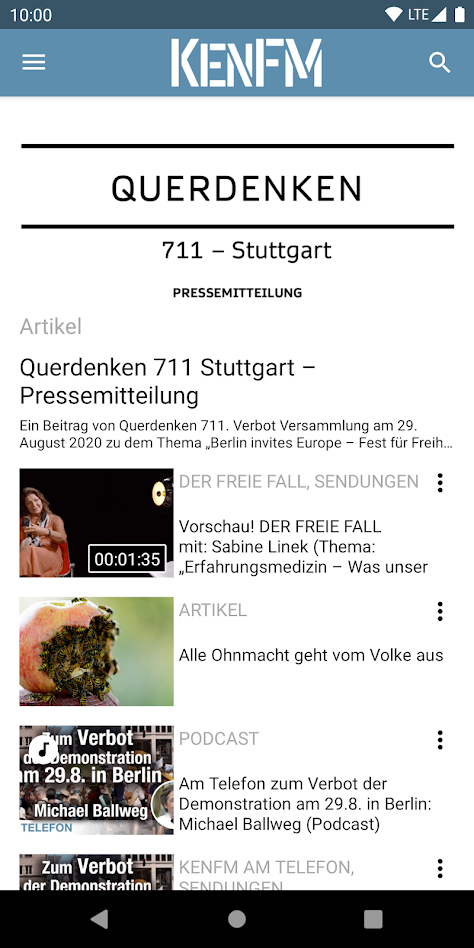 10:00
LTE
KENFM
QUERDENKEN
711 – Stuttgart
PRESSEMITTEILUNG
Artikel
Querdenken 711 Stuttgart –
Pressemitteilung
Ein Beitrag von Querdenken 711. Verbot Versammlung am 29.
August 2020 zu dem Thema „Berlin invites Europe – Fest für Freih...
DER FREIE FALL, SENDUNGEN
Vorschau! DER FREIE FALL
mit: Sabine Linek (Thema:
„Erfahrungsmedizin – Was unser
00:01:35
ARTIKEL
Alle Ohnmacht geht vom Volke aus
Zum Verbot
der Demonstration
am 29.8. in Berlin
Michael Ballweg
TELEFON
PODCAST
Am Telefon zum Verbot der
Demonstration am 29.8. in Berlin:
Michael Ballweg (Podcast)
Zum Verbot
der Demonstration
KENFM AM TELEFON,
SENDUNGEN